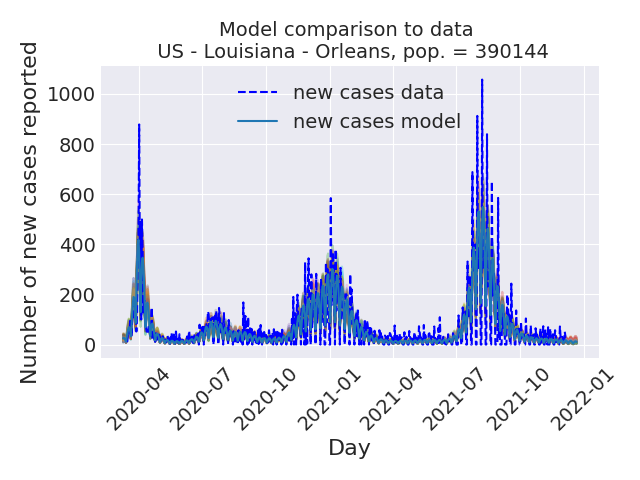 Model comparison to data
US - Louisiana - Orleans, pop. = 390144
new cases data
new cases model
Number of new cases reported
1000
800
600
400
200
0
2020-04
2020-07
2020-10
2021-01
2021-04
2021-07
2021-10
2022-01
Day